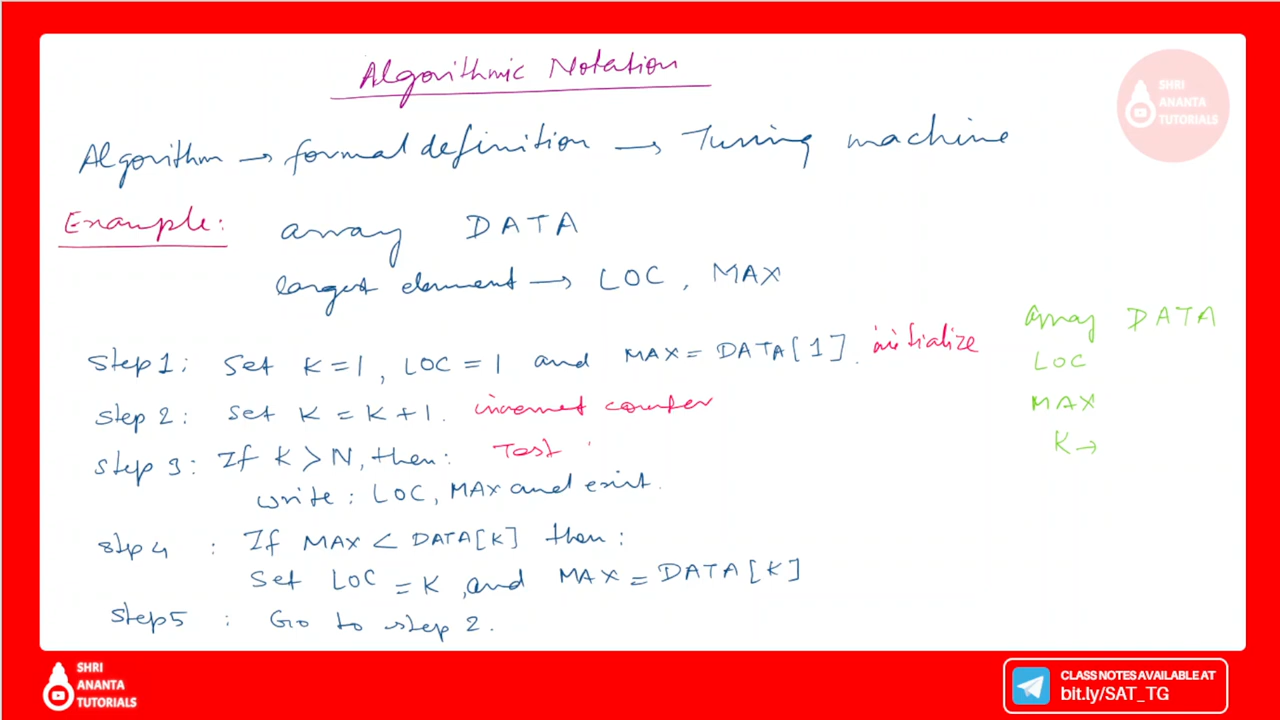 Algorithmic Notation
SHRI
ANANTA
TUTORIALS
Algorithm → formal definition → Turing machine
Example: array DATA
largest element → LOC, MAX
array DATA
LOC
MAX
K →
Step 1: Set K=1, LOC=1 and MAX= DATA[1]. initialize
Step 2: Set K = K+1. increment counter
Step 3: If K > N, then: Test
write: LOC, MAX and exit.
Step 4 : If MAX < DATA[K] then:
Set LOC = K, and MAX = DATA[K]
Step 5 : Go to step 2.
SHRI
ANANTA
TUTORIALS
CLASS NOTES AVAILABLE AT
bit.ly/SAT_TG